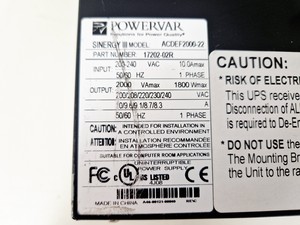 POWERVAR
Solutions for Power Quality
SINERGY III MODEL ACDEF2000-22
PART NUMBER 17202-02R
INPUT 200-240 VAC 10.0Amax
50/60 HZ 1 PHASE
OUTPUT 2000 VAmax 1800 Wmax
200/208/220/230/240 VAC
10/9.6/9.1/8.7/8.3 A
50/60 HZ 1 PHASE
CAUTION INTENDED FOR INSTALLATION IN
A CONTROLLED ENVIRONMENT
ATTENTION INSTALLATION RECOMMENDEE
EN ATMOSPHERE CONTROLEE
SUITABLE FOR COMPUTER ROOM APPLICATIONS
UNINTERRUPTIBLE POWER SUPPLY
c UL US LISTED
4J08
MADE IN CHINA
CAUTION:
* RISK OF ELECTRI
This UPS receives
Disconnection of AL
is required to De-Ener
* DO NOT USE the
The Mounting Br
the Unit to the ra